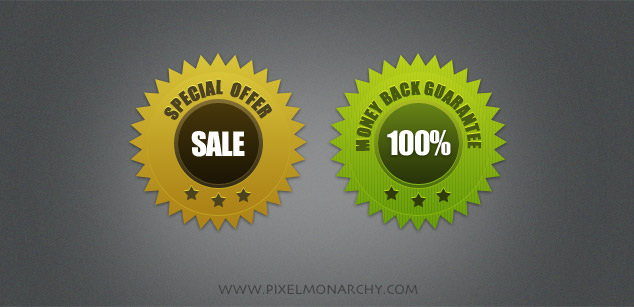 SPECIAL OFFER
SALE
MONEY BACK GUARANTEE
100%
WWW.PIXELMONARCHY.COM